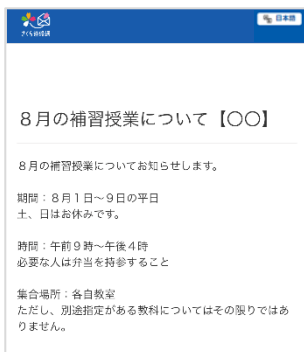 さくら連絡網
日本語
８月の補習授業について【〇〇】
８月の補習授業についてお知らせします。
期間：８月１日～９日の平日
土、日はお休みです。
時間：午前９時～午後４時
必要な人は弁当を持参すること
集合場所：各自教室
ただし、別途指定がある教科についてはその限りではあ
りません。